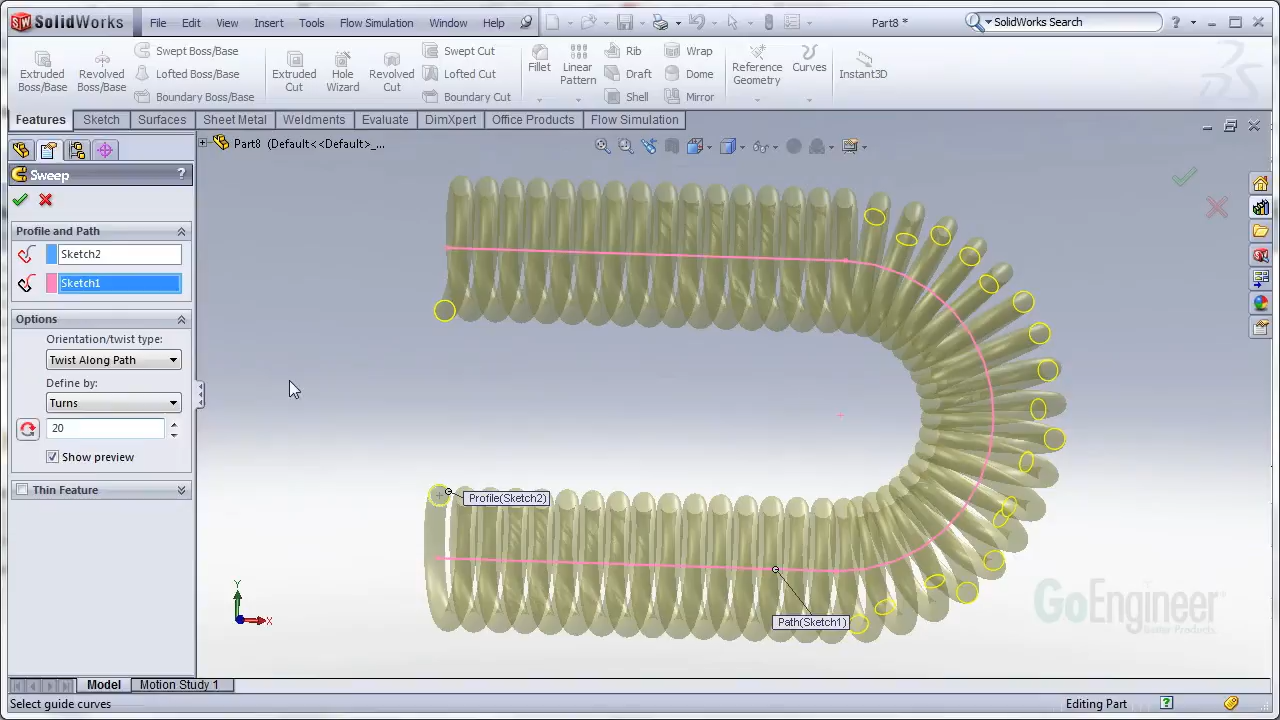 SolidWorks File Edit View Insert Tools Flow Simulation Window Help Part8 * SolidWorks Search ?
Extruded Boss/Base
Revolved Boss/Base
Swept Boss/Base
Lofted Boss/Base
Boundary Boss/Base
Extruded Cut
Hole Wizard
Revolved Cut
Swept Cut
Lofted Cut
Boundary Cut
Fillet
Linear Pattern
Rib
Draft
Shell
Wrap
Dome
Mirror
Reference Geometry
Curves
Instant3D
Features Sketch Surfaces Sheet Metal Weldments Evaluate DimXpert Office Products Flow Simulation
Part8 (Default<<Default>_...
Sweep ?
Profile and Path
Sketch2
Sketch1
Options
Orientation/twist type:
Twist Along Path
Define by:
Turns
20
Show preview
Thin Feature
Profile(Sketch2)
Path(Sketch1)
Y
X
GoEngineer
Better Products.
Model Motion Study 1
Select guide curves Editing Part ?